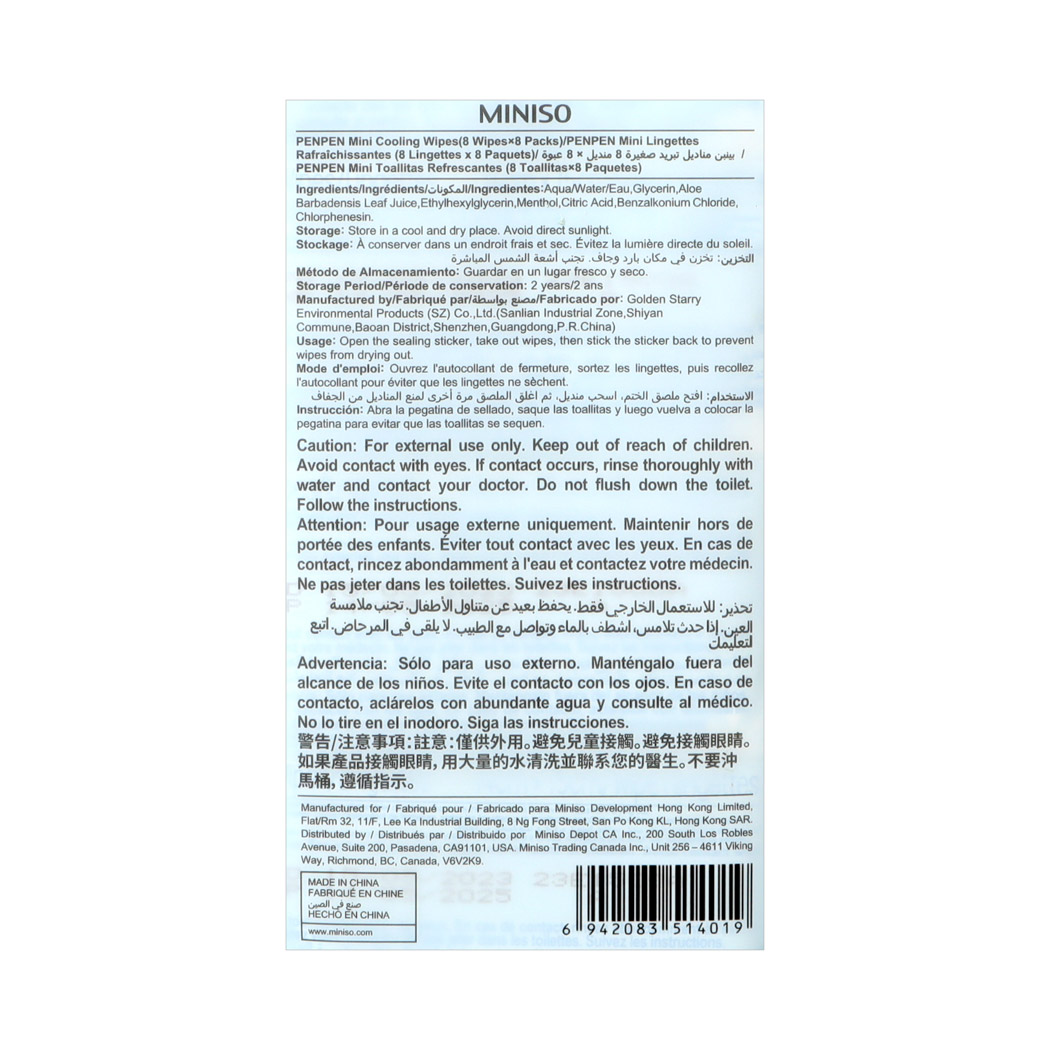 MINISO
PENPEN Mini Cooling Wipes(8 Wipes×8 Packs)/PENPEN Mini Lingettes
Rafraîchissantes (8 Lingettes x 8 Paquets)/ بينبن مناديل تبريد صغيرة 8 منديل × 8 عبوة /
PENPEN Mini Toallitas Refrescantes (8 Toallitas×8 Paquetes)
Ingredients/Ingrédients/المكونات/Ingredientes:Aqua/Water/Eau,Glycerin,Aloe
Barbadensis Leaf Juice,Ethylhexylglycerin,Menthol,Citric Acid,Benzalkonium Chloride,
Chlorphenesin.
Storage: Store in a cool and dry place. Avoid direct sunlight.
Stockage: À conserver dans un endroit frais et sec. Évitez la lumière directe du soleil.
التخزين: تخزن في مكان بارد وجاف. تجنب أشعة الشمس المباشرة
Método de Almacenamiento: Guardar en un lugar fresco y seco.
Storage Period/Période de conservation: 2 years/2 ans
Manufactured by/Fabriqué par/مصنع بواسطة/Fabricado por: Golden Starry
Environmental Products (SZ) Co.,Ltd.(Sanlian Industrial Zone,Shiyan
Commune,Baoan District,Shenzhen,Guangdong,P.R.China)
Usage: Open the sealing sticker, take out wipes, then stick the sticker back to prevent
wipes from drying out.
Mode d'emploi: Ouvrez l'autocollant de fermeture, sortez les lingettes, puis recollez
l'autocollant pour éviter que les lingettes ne sèchent.
الاستخدام: افتح ملصق الختم، اسحب منديل، ثم اغلق الملصق مرة أخرى لمنع المناديل من الجفاف
Instrucción: Abra la pegatina de sellado, saque las toallitas y luego vuelva a colocar la
pegatina para evitar que las toallitas se sequen.
Caution: For external use only. Keep out of reach of children.
Avoid contact with eyes. If contact occurs, rinse thoroughly with
water and contact your doctor. Do not flush down the toilet.
Follow the instructions.
Attention: Pour usage externe uniquement. Maintenir hors de
portée des enfants. Éviter tout contact avec les yeux. En cas de
contact, rincez abondamment à l'eau et contactez votre médecin.
Ne pas jeter dans les toilettes. Suivez les instructions.
تحذير: للاستعمال الخارجي فقط. يحفظ بعيد عن متناول الأطفال. تجنب ملامسة
العين. إذا حدث تلامس، اشطف بالماء وتواصل مع الطبيب. لا يلقى في المرحاض. اتبع
لتعليمات
Advertencia: Sólo para uso externo. Manténgalo fuera del
alcance de los niños. Evite el contacto con los ojos. En caso de
contacto, aclárelos con abundante agua y consulte al médico.
No lo tire en el inodoro. Siga las instrucciones.
警告/注意事項:註意:僅供外用。避免兒童接觸。避免接觸眼睛。
如果產品接觸眼睛, 用大量的水清洗並聯系您的醫生。不要沖
馬桶, 遵循指示。
Manufactured for / Fabriqué pour / Fabricado para Miniso Development Hong Kong Limited,
Flat/Rm 32, 11/F, Lee Ka Industrial Building, 8 Ng Fong Street, San Po Kong KL, Hong Kong SAR.
Distributed by / Distribués par / Distribuido por Miniso Depot CA Inc., 200 South Los Robles
Avenue, Suite 200, Pasadena, CA91101, USA. Miniso Trading Canada Inc., Unit 256 – 4611 Viking
Way, Richmond, BC, Canada, V6V2K9.
MADE IN CHINA
FABRIQUÉ EN CHINE
صنع في الصين
HECHO EN CHINA
www.miniso.com
2023
2025
6 942083 514019